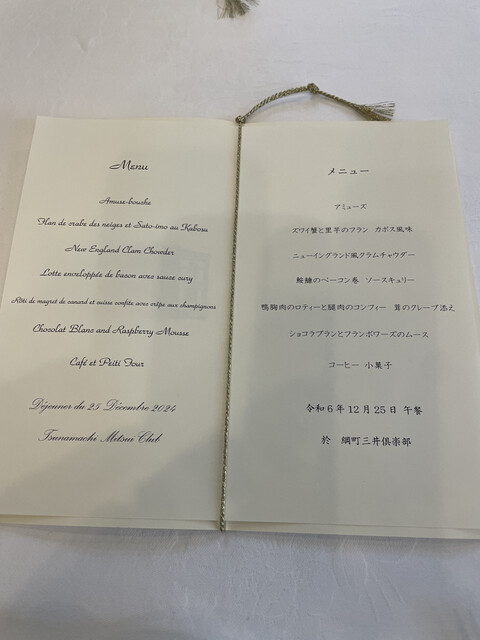 Menu
Amuse-bouche
Flan de crabe des neiges et Sato-imo au Kabosu
New England Clam Chowder
Lotte enveloppée de bacon avec sauce curry
Rôti de magret de canard et cuisse confite avec crêpe aux champignons
Chocolat Blanc and Raspberry Mousse
Café et Petit Four
Déjeuner du 25 Décembre 2024
Tsunamachi Mitsui Club
メニュー
アミューズ
ズワイ蟹と里芋のフラン カボス風味
ニューイングランド風クラムチャウダー
鮟鱇のベーコン巻 ソースキュリー
鴨胸肉のロティーと腿肉のコンフィー 茸のクレープ添え
ショコラブランとフランボワーズのムース
コーヒー 小菓子
令和6年12月25日 午餐
於 綱町三井倶楽部